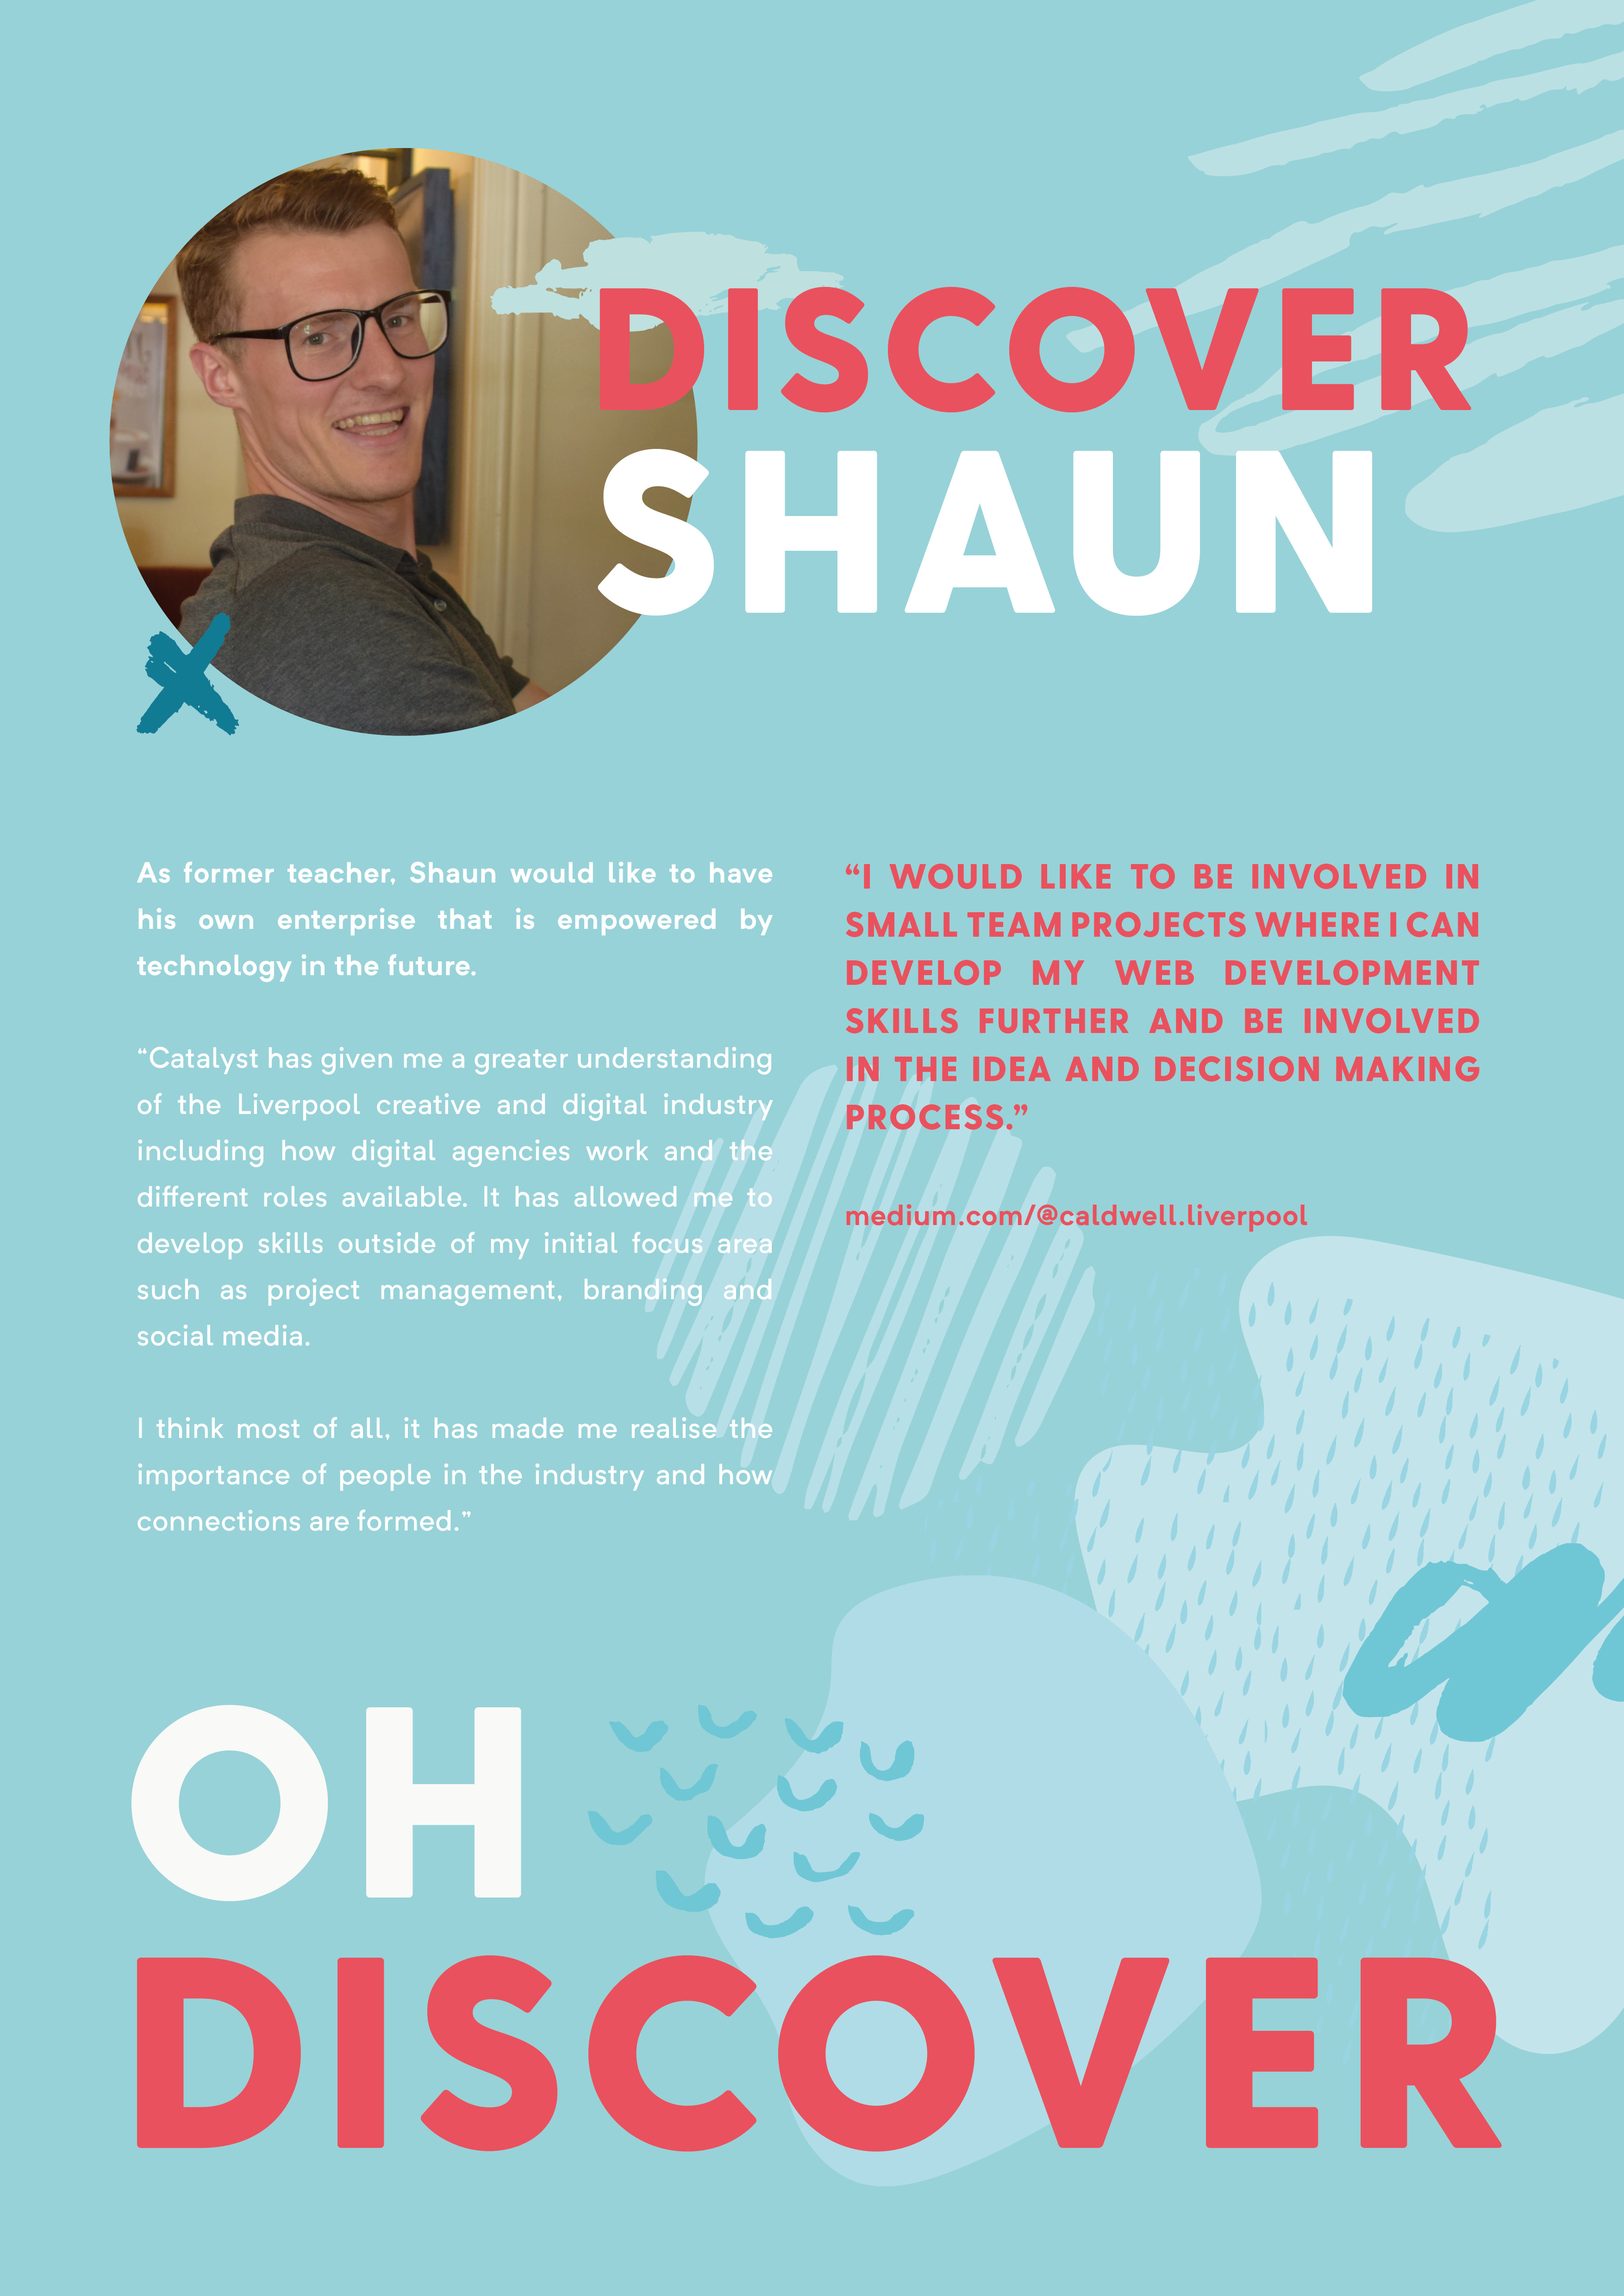 DISCOVER
SHAUN
As former teacher, Shaun would like to have
his own enterprise that is empowered by
technology in the future.
“Catalyst has given me a greater understanding
of the Liverpool creative and digital industry
including how digital agencies work and the
different roles available. It has allowed me to
develop skills outside of my initial focus area
such as project management, branding and
social media.
I think most of all, it has made me realise the
importance of people in the industry and how
connections are formed.”
“I WOULD LIKE TO BE INVOLVED IN
SMALL TEAM PROJECTS WHERE I CAN
DEVELOP MY WEB DEVELOPMENT
SKILLS FURTHER AND BE INVOLVED
IN THE IDEA AND DECISION MAKING
PROCESS.”
medium.com/@caldwell.liverpool
OH
DISCOVER